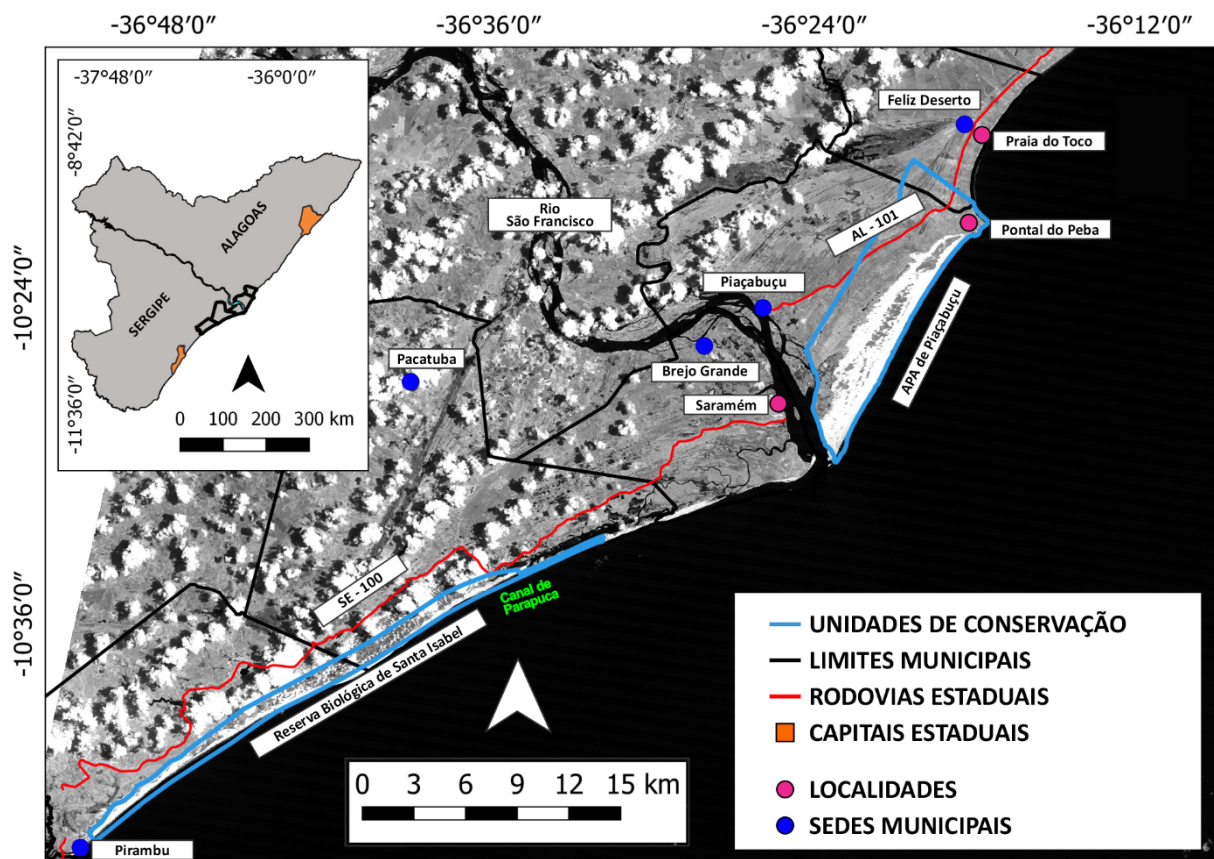 -36°48'0" -36°36'0" -36°24'0" -36°12'0"
-37°48'0" -36°0'0"
-8°42'0"
-11°36'0"
ALAGOAS
SERGIPE
0 100 200 300 km
-10°24'0"
-10°36'0"
Feliz Deserto
Praia do Toco
Rio
São Francisco
AL - 101
Pontal do Peba
Piaçabuçu
APA de Piaçabuçu
Pacatuba
Brejo Grande
Saramém
SE - 100
Canal de
Parapuca
Reserva Biológica de Santa Isabel
Pirambu
0 3 6 9 12 15 km
UNIDADES DE CONSERVAÇÃO
LIMITES MUNICIPAIS
RODOVIAS ESTADUAIS
CAPITAIS ESTADUAIS
LOCALIDADES
SEDES MUNICIPAIS